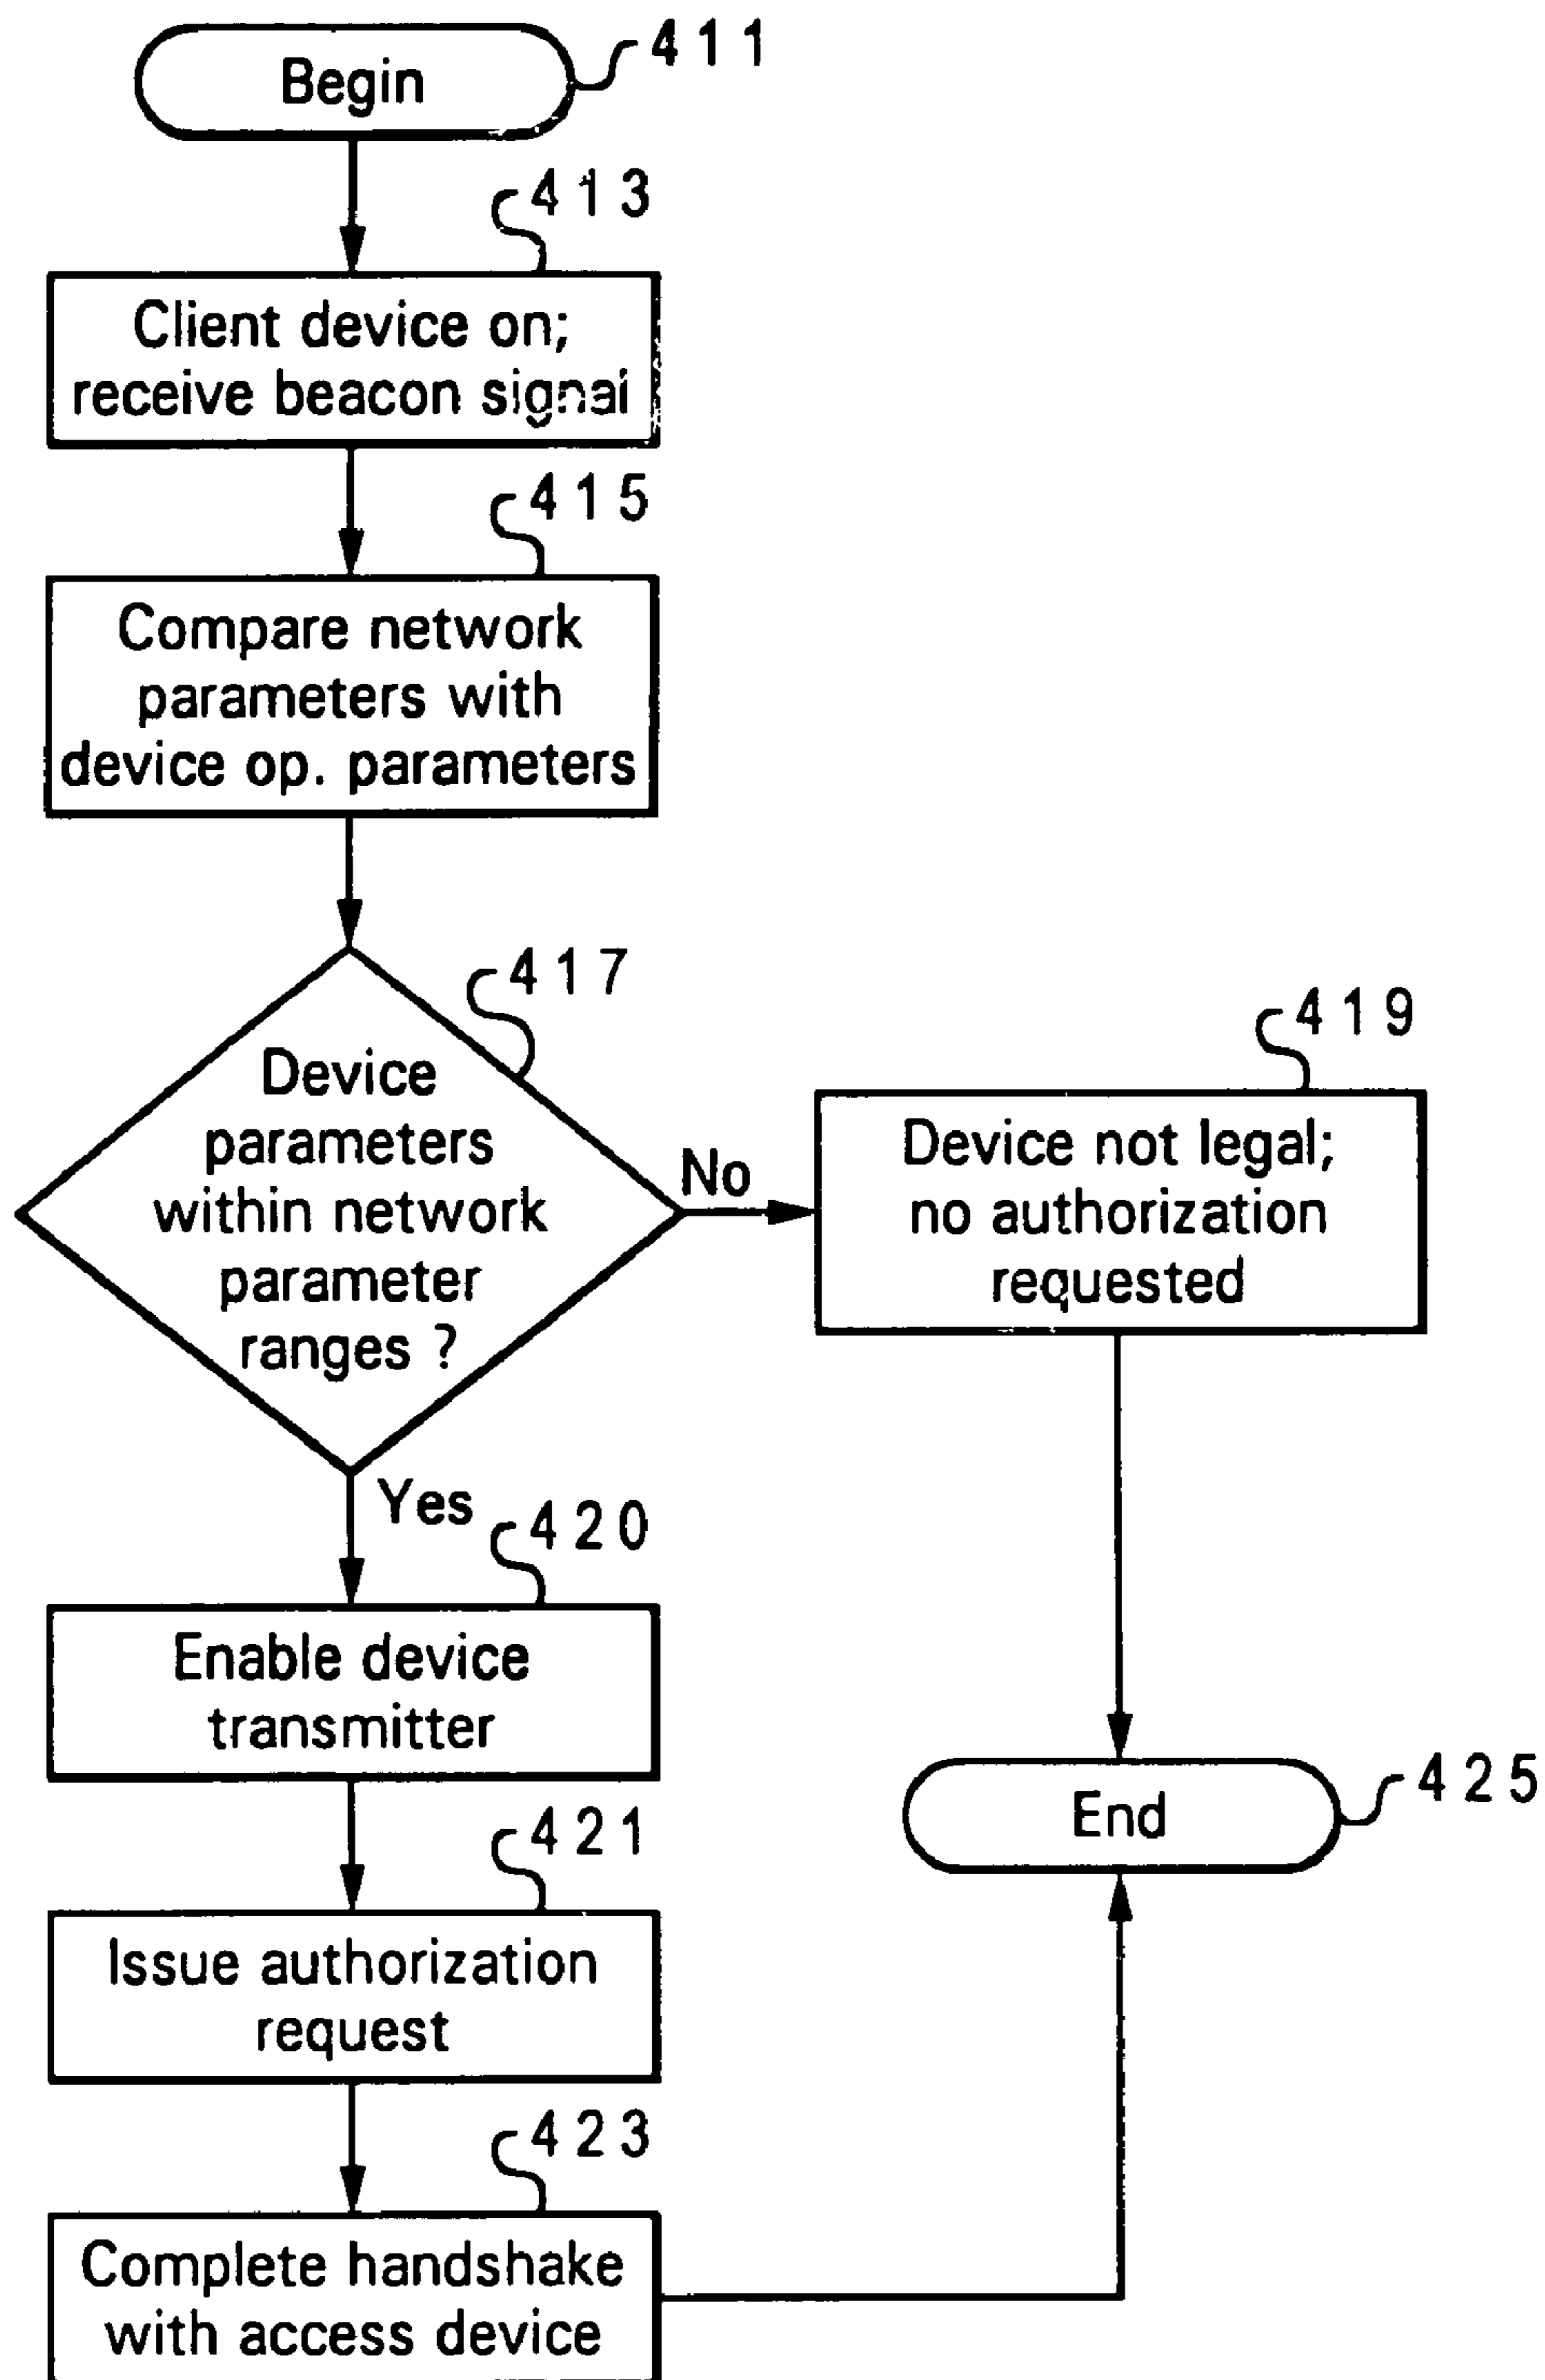 Begin
411
413
Client device on;
receive beacon signal
415
Compare network
parameters with
device op. parameters
417
Device
parameters
within network
parameter
ranges ?
No
419
Device not legal;
no authorization
requested
Yes
420
Enable device
transmitter
421
Issue authorization
request
423
Complete handshake
with access device
End
425